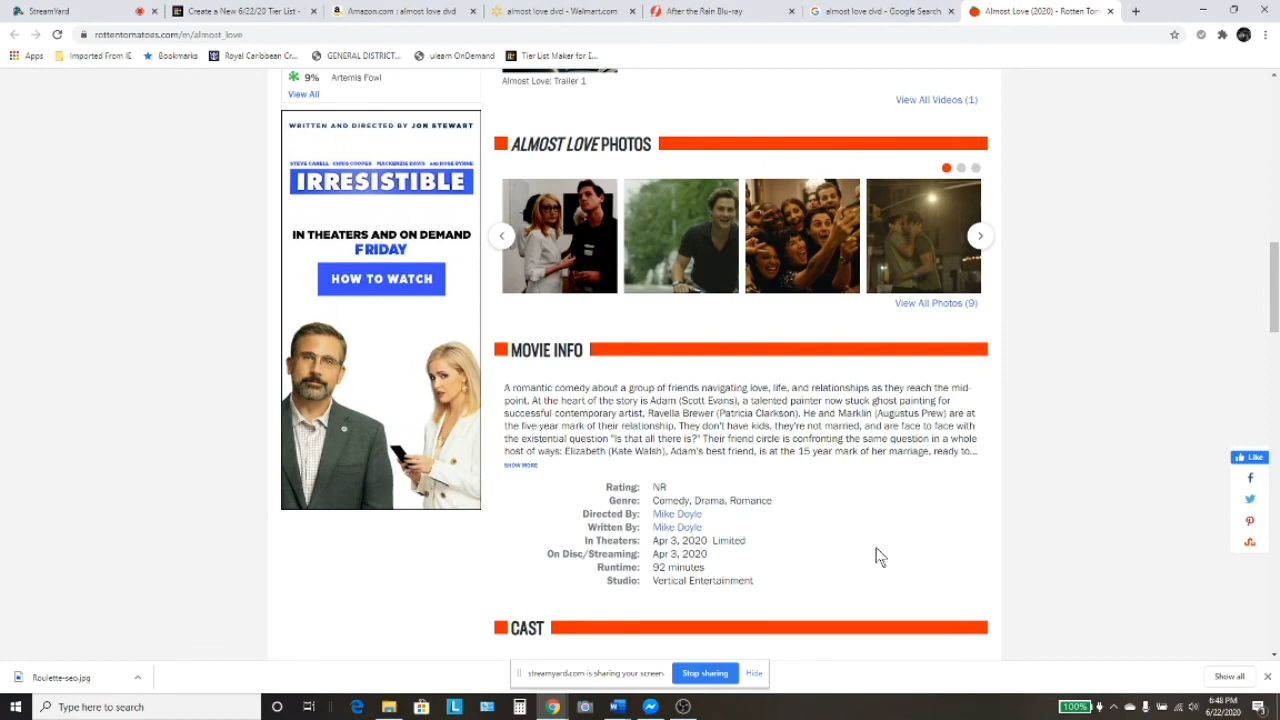 StreamYard
Create a New 6/22/20 Tier List -
Amazon.com : almost love dvd
almost love dvd - Walmart.com
After the Rain Blu-ray
almost love dvd - Google Search
Almost Love (2020) - Rotten Tom
rottentomatoes.com/m/almost_love
Apps
Imported From IE
Bookmarks
Royal Caribbean Cr...
GENERAL DISTRICT...
ulearn OnDemand
Tier List Maker for E...
9% Artemis Fowl
View All
Almost Love: Trailer 1
View All Videos (1)
WRITTEN AND DIRECTED BY JON STEWART
STEVE CARELL CHRIS COOPER MACKENZIE DAVIS AND ROSE BYRNE
IRRESISTIBLE
IN THEATERS AND ON DEMAND
FRIDAY
HOW TO WATCH
ALMOST LOVE PHOTOS
View All Photos (9)
MOVIE INFO
A romantic comedy about a group of friends navigating love, life, and relationships as they reach the mid-
point. At the heart of the story is Adam (Scott Evans), a talented painter now stuck ghost painting for
successful contemporary artist, Ravella Brewer (Patricia Clarkson). He and Marklin (Augustus Prew) are at
the five-year mark of their relationship. They don't have kids, they're not married, and are face to face with
the existential question "Is that all there is?" Their friend circle is confronting the same question in a whole
host of ways: Elizabeth (Kate Walsh), Adam's best friend, is at the 15 year mark of her marriage, ready to...
SHOW MORE
Rating: NR
Genre: Comedy, Drama, Romance
Directed By: Mike Doyle
Written By: Mike Doyle
In Theaters: Apr 3, 2020 Limited
On Disc/Streaming: Apr 3, 2020
Runtime: 92 minutes
Studio: Vertical Entertainment
CAST
Like
streamyard.com is sharing your screen.
Stop sharing
Hide
Roulette-seo.jpg
Show all
Type here to search
100%
6:48 PM
6/22/2020